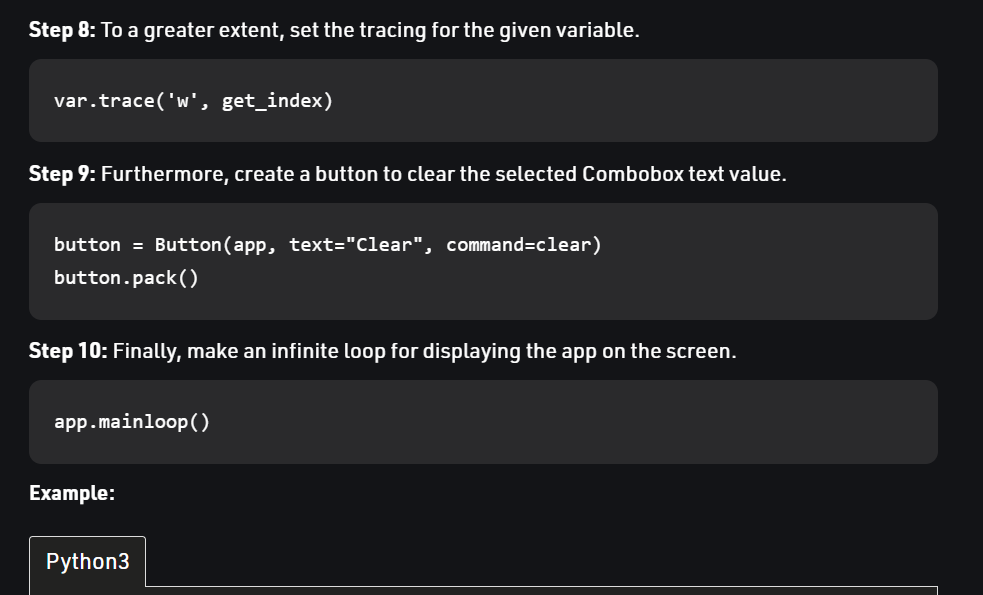 Step 8: To a greater extent, set the tracing for the given variable.
var.trace('w', get_index)
Step 9: Furthermore, create a button to clear the selected Combobox text value.
button = Button(app, text="Clear", command=clear)
button.pack()
Step 10: Finally, make an infinite loop for displaying the app on the screen.
app.mainloop()
Example:
Python3